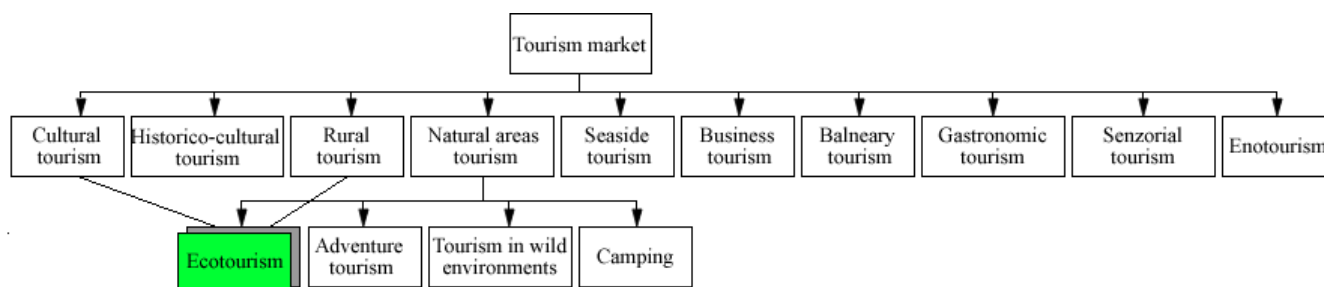 Tourism market
Cultural
tourism
Historico-cultural
tourism
Rural
tourism
Natural areas
tourism
Seaside
tourism
Business
tourism
Balneary
tourism
Gastronomic
tourism
Senzorial
tourism
Enotourism
Ecotourism
Adventure
tourism
Tourism in wild
environments
Camping